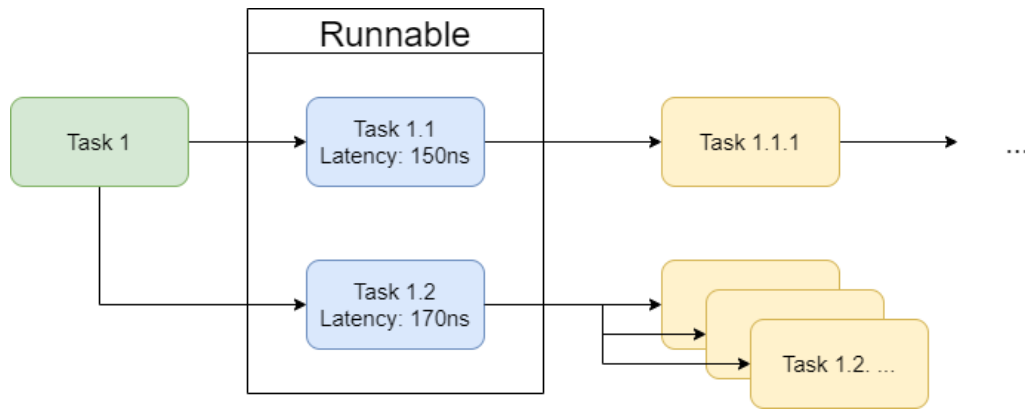 Runnable
Task 1
Task 1.1
Latency: 150ns
Task 1.1.1
...
Task 1.2
Latency: 170ns
Task 1.2. ...